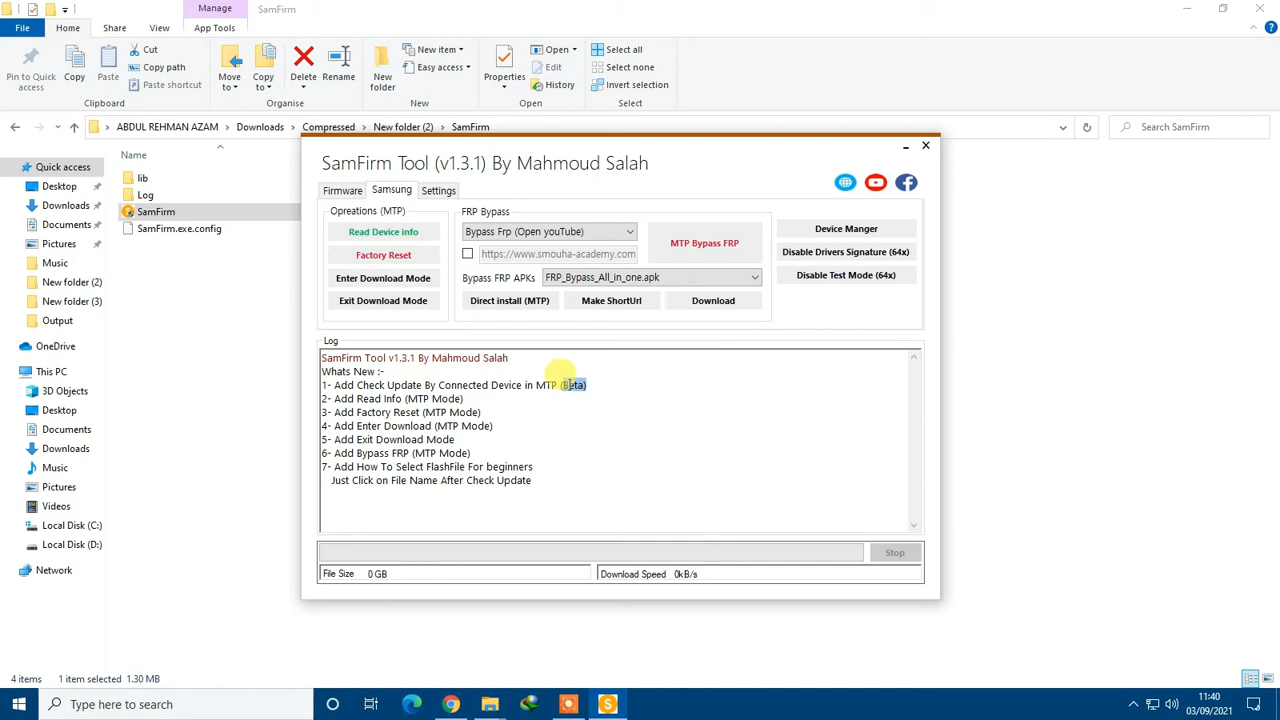 Manage
SamFirm
File
Home
Share
View
App Tools
Pin to Quick access
Copy
Paste
Cut
Copy path
Paste shortcut
Clipboard
Move to
Copy to
Delete
Rename
Organise
New folder
New item
Easy access
New
Properties
Open
Edit
History
Open
Select all
Select none
Invert selection
Select
ABDUL REHMAN AZAM
Downloads
Compressed
New folder (2)
SamFirm
Search SamFirm
Quick access
Desktop
Downloads
Documents
Pictures
Music
New folder (2)
New folder (3)
Output
OneDrive
This PC
3D Objects
Desktop
Documents
Downloads
Music
Pictures
Videos
Local Disk (C:)
Local Disk (D:)
Network
Name
lib
Log
SamFirm
SamFirm.exe.config
SamFirm Tool (v1.3.1) By Mahmoud Salah
Firmware
Samsung
Settings
Opreations (MTP)
Read Device info
Factory Reset
Enter Download Mode
Exit Download Mode
FRP Bypass
Bypass Frp (Open youTube)
MTP Bypass FRP
https://www.smouha-academy.com
Bypass FRP APKs
FRP_Bypass_All_in_one.apk
Direct install (MTP)
Make ShortUrl
Download
Device Manger
Disable Drivers Signature (64x)
Disable Test Mode (64x)
Log
SamFirm Tool v1.3.1 By Mahmoud Salah
Whats New :-
1- Add Check Update By Connected Device in MTP (Beta)
2- Add Read Info (MTP Mode)
3- Add Factory Reset (MTP Mode)
4- Add Enter Download (MTP Mode)
5- Add Exit Download Mode
6- Add Bypass FRP (MTP Mode)
7- Add How To Select FlashFile For beginners
Just Click on File Name After Check Update
Stop
File Size 0 GB
Download Speed 0kB/s
4 items
1 item selected 1.30 MB
Type here to search
11:40
03/09/2021